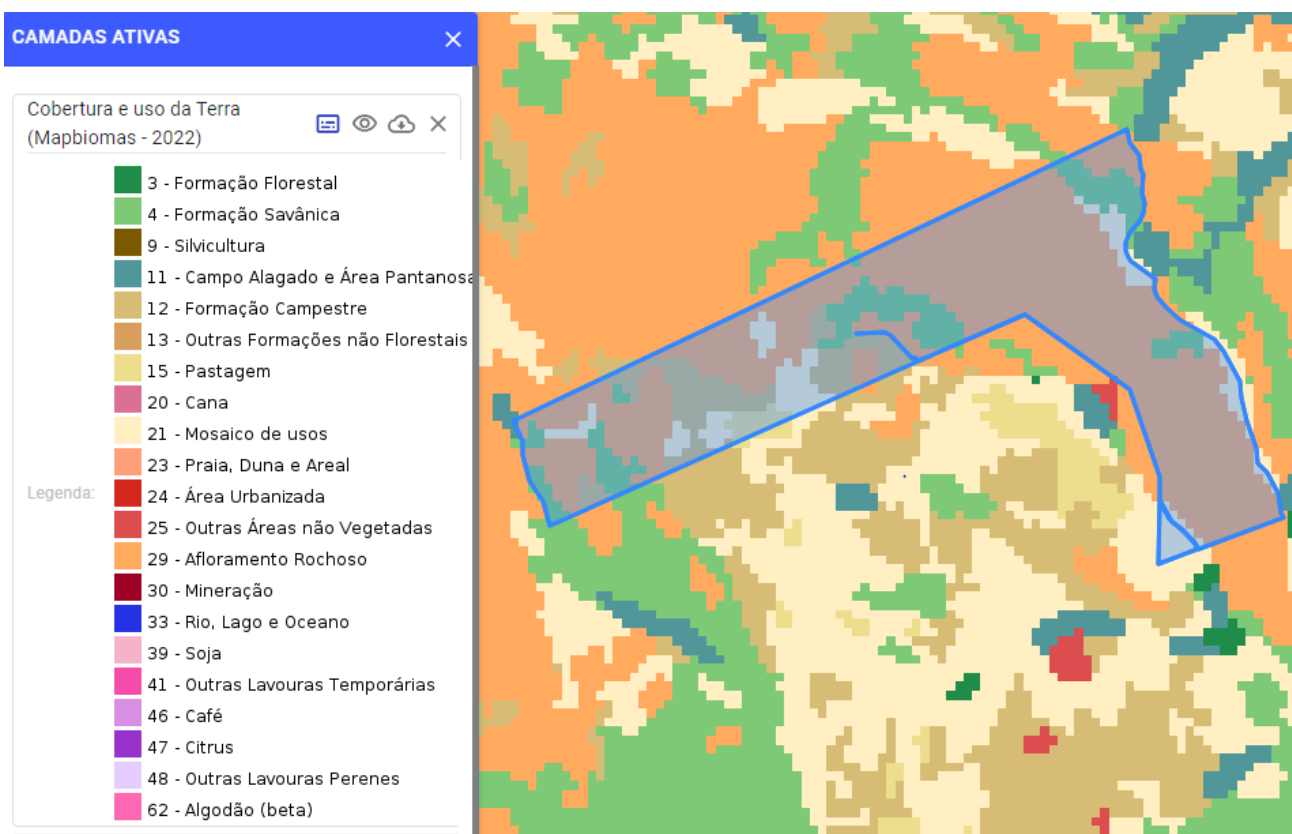 CAMADAS ATIVAS
Cobertura e uso da Terra
(Mapbiomas - 2022)
3 - Formação Florestal
4 - Formação Savânica
9 - Silvicultura
11 - Campo Alagado e Área Pantanosa
12 - Formação Campestre
13 - Outras Formações não Florestais
15 - Pastagem
20 - Cana
21 - Mosaico de usos
23 - Praia, Duna e Areal
Legenda:
24 - Área Urbanizada
25 - Outras Áreas não Vegetadas
29 - Afloramento Rochoso
30 - Mineração
33 - Rio, Lago e Oceano
39 - Soja
41 - Outras Lavouras Temporárias
46 - Café
47 - Citrus
48 - Outras Lavouras Perenes
62 - Algodão (beta)